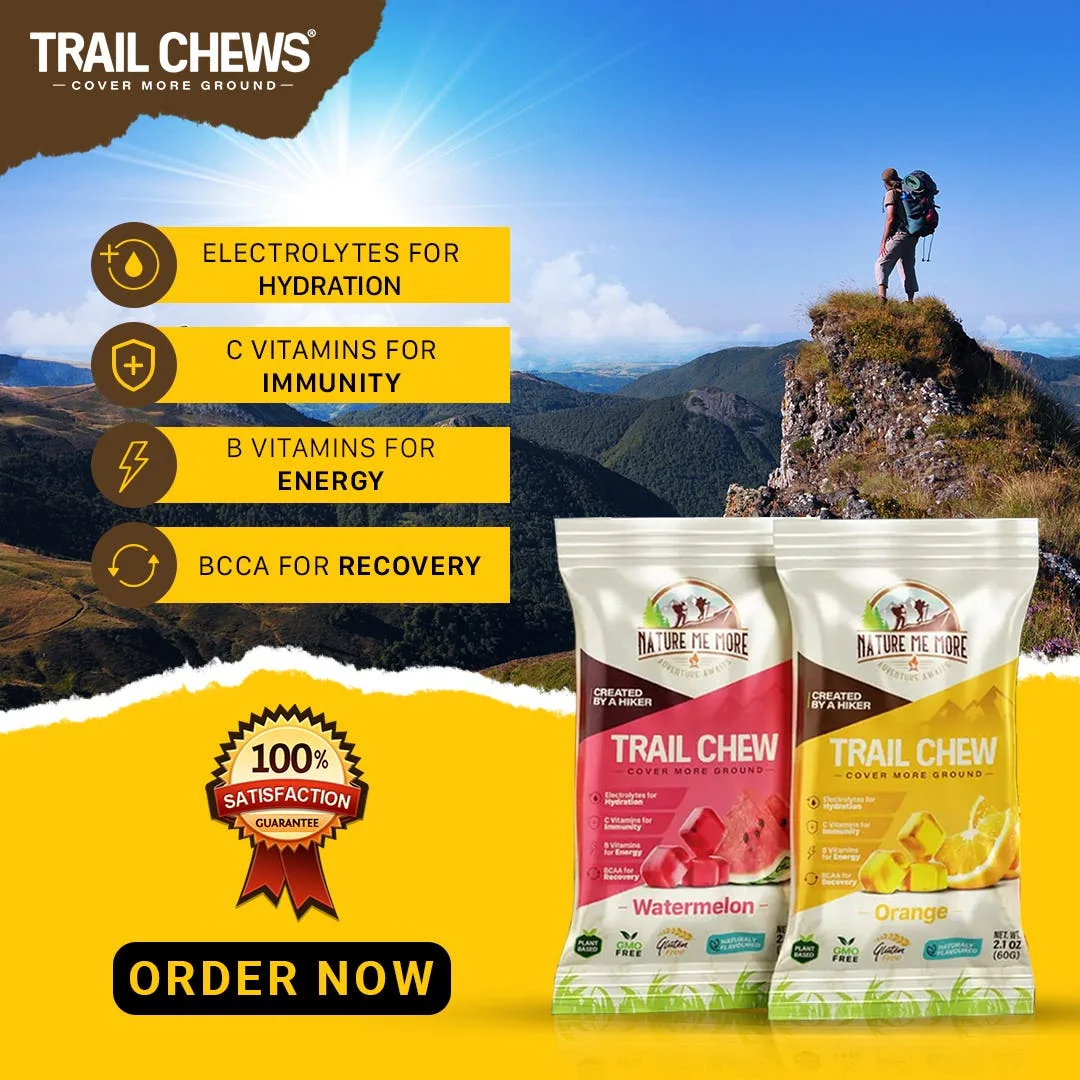 TRAIL CHEWS®
COVER MORE GROUND
ELECTROLYTES FOR
HYDRATION
C VITAMINS FOR
IMMUNITY
B VITAMINS FOR
ENERGY
BCCA FOR RECOVERY
100%
SATISFACTION
GUARANTEE
ORDER NOW
NATURE ME MORE
ADVENTURE AWAITS
CREATED
BY A HIKER
TRAIL CHEW
COVER MORE GROUND
Electrolytes for
Hydration
C Vitamins for
Immunity
B Vitamins
for Energy
BCAA for
Recovery
Watermelon
PLANT
BASED
GMO
FREE
Gluten
Free
NATURALY
FLAVOURED
NATURE ME MORE
ADVENTURE AWAITS
CREATED
BY A HIKER
TRAIL CHEW
COVER MORE GROUND
Electrolytes for
Hydration
C Vitamins for
Immunity
B Vitamins
for Energy
BCAA for
Recovery
Orange
NET. WT.
2.1 OZ
(60G)
PLANT
BASED
GMO
FREE
Gluten
Free
NATURALY
FLAVOURED